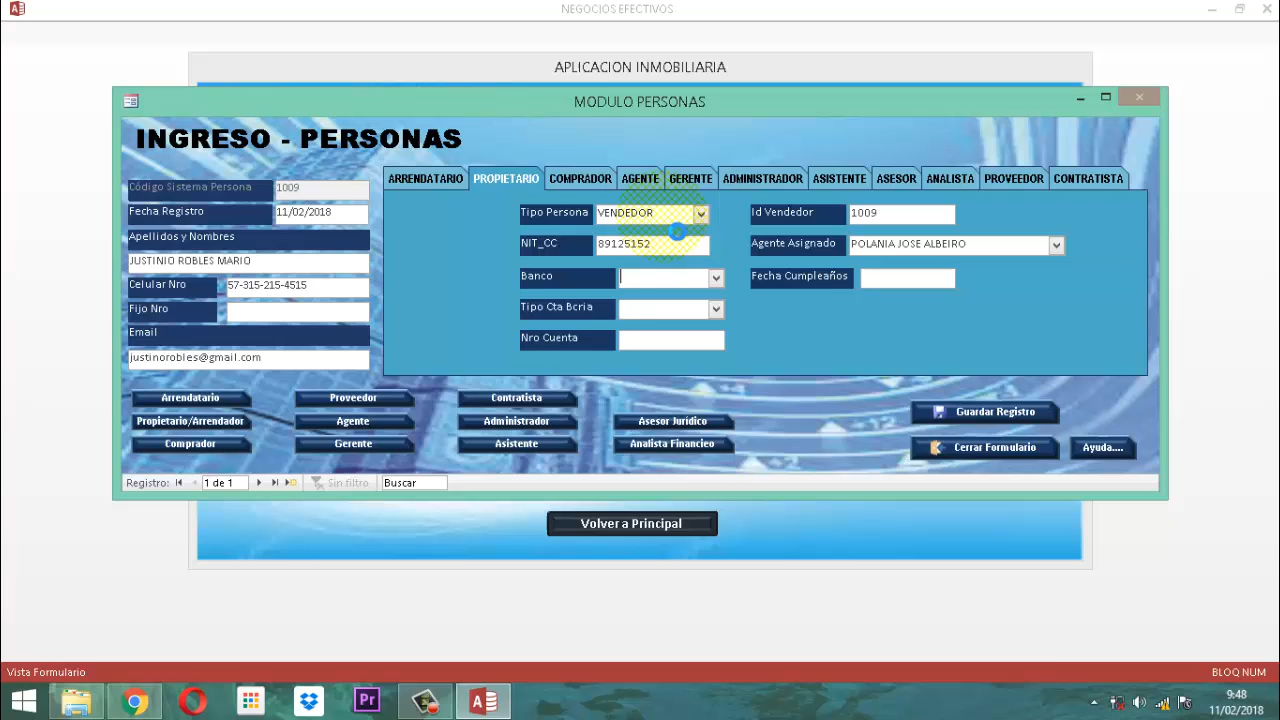 NEGOCIOS EFECTIVOS
APLICACION INMOBILIARIA
MODULO PERSONAS
INGRESO - PERSONAS
Código Sistema Persona 1009
Fecha Registro 11/02/2018
Apellidos y Nombres
JUSTINIO ROBLES MARIO
Celular Nro 57-315-215-4515
Fijo Nro
Email
justinorobles@gmail.com
ARRENDATARIO PROPIETARIO COMPRADOR AGENTE GERENTE ADMINISTRADOR ASISTENTE ASESOR ANALISTA PROVEEDOR CONTRATISTA
Tipo Persona VENDEDOR Id Vendedor 1009
NIT_CC 89125152 Agente Asignado POLANIA JOSE ALBEIRO
Banco Fecha Cumpleaños
Tipo Cta Bcria
Nro Cuenta
Arrendatario Proveedor Contratista
Propietario/Arrendador Agente Administrador Asesor Jurídico
Comprador Gerente Asistente Analista Financieo
Guardar Registro
Cerrar Formulario Ayuda....
Registro: 1 de 1 Sin filtro Buscar
Volver a Principal
Vista Formulario BLOQ NUM
Pr
9:48
11/02/2018